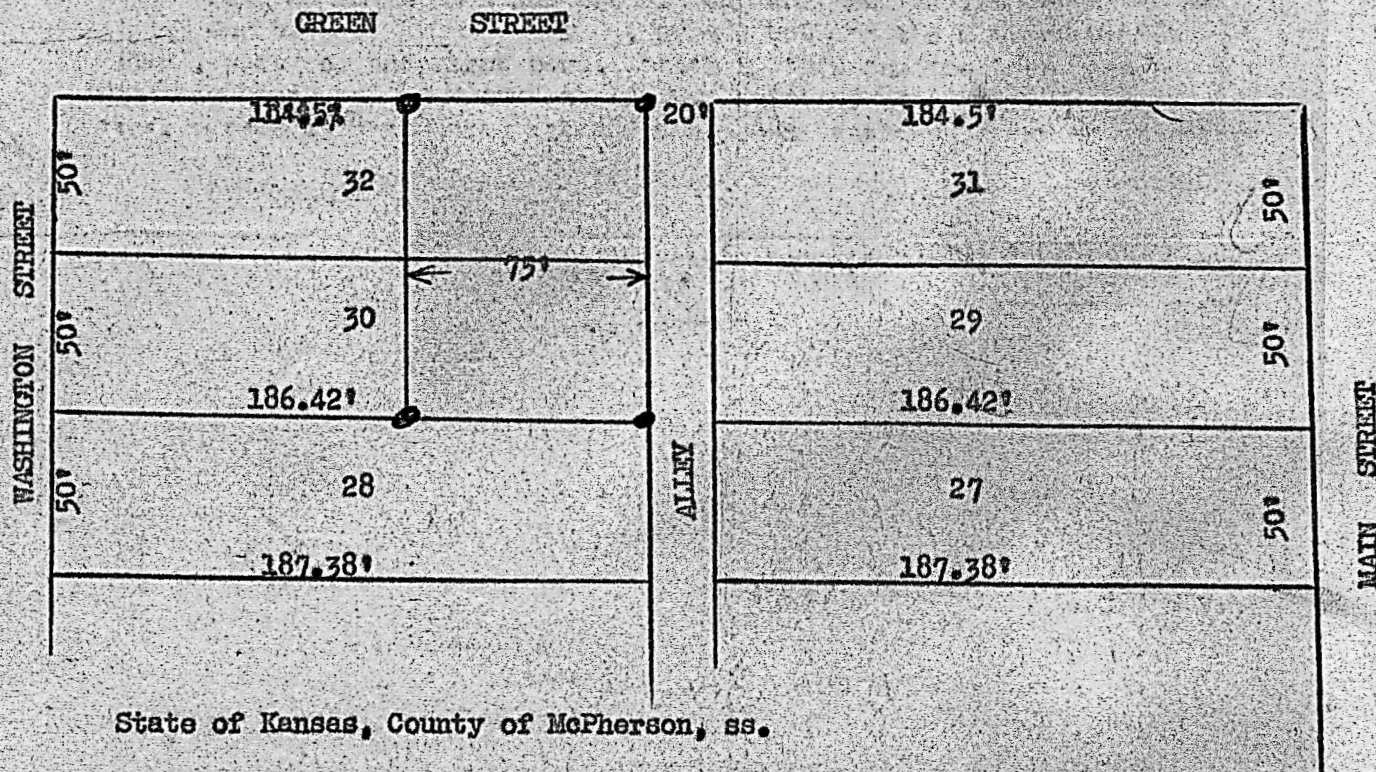 GREEN STREET
184.5' 20' 184.5'
50' 32 31 50'
WASHINGTON STREET
75'
50' 30 29 50'
186.42' 186.42'
MAIN STREET
ALLEY
50' 28 27 50'
187.38' 187.38'
State of Kansas, County of McPherson, ss.